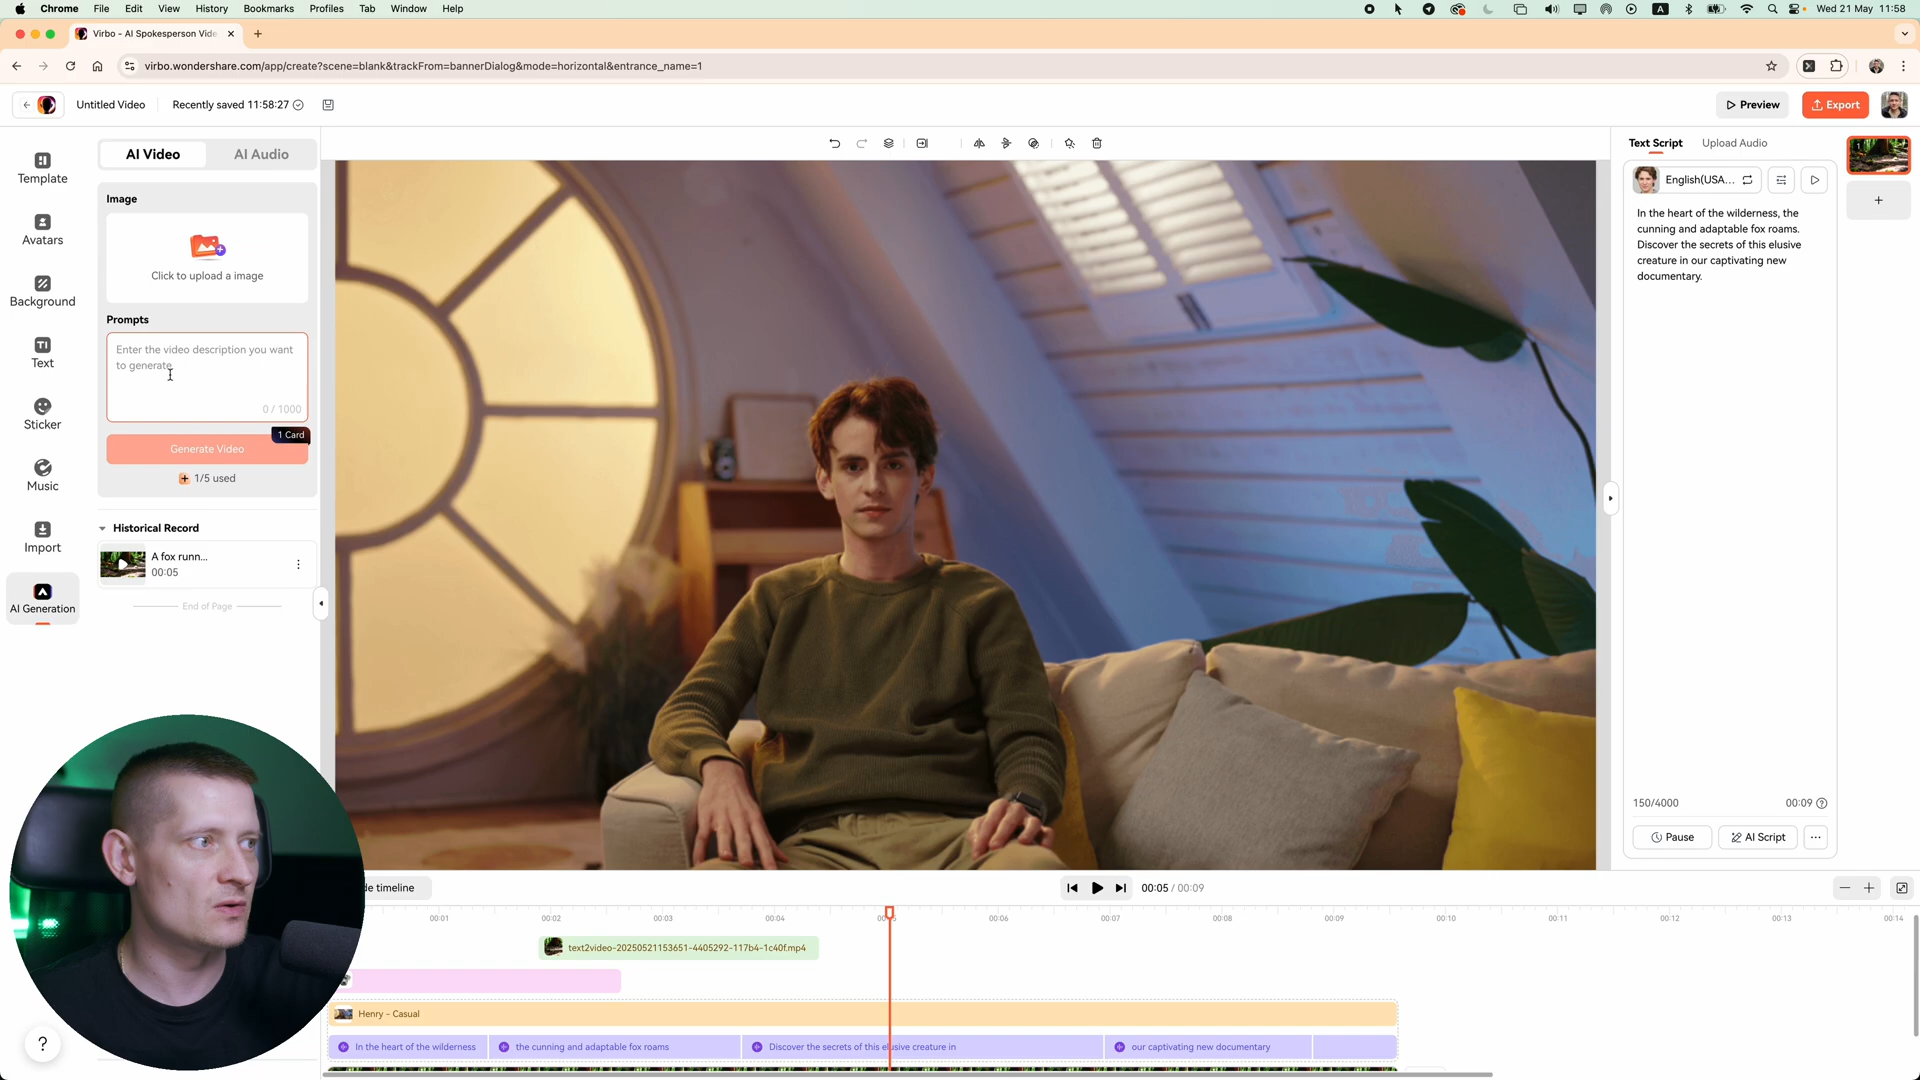 Chrome File Edit View History Bookmarks Profiles Tab Window Help
A
Wed 21 May 11:58
Virbo - AI Spokesperson Vide
virbo.wondershare.com/app/create?scene=blank&trackFrom=bannerDialog&mode=horizontal&entrance_name=1
Untitled Video
Recently saved 11:58:27
Preview
Export
AI Video
AI Audio
Template
Avatars
Background
Text
Sticker
Music
Import
AI Generation
Image
Click to upload a image
Prompts
Enter the video description you want
to generate
0 / 1000
1 Card
Generate Video
1/5 used
Historical Record
A fox runn...
00:05
End of Page
Text Script
Upload Audio
English(USA...
In the heart of the wilderness, the
cunning and adaptable fox roams.
Discover the secrets of this elusive
creature in our captivating new
documentary.
150/4000
00:09
Pause
AI Script
de timeline
00:05 / 00:09
00:01 00:02 00:03 00:04 00:06 00:07 00:08 00:09 00:10 00:11 00:12 00:13 00:14
text2video-20250521153651-4405292-117b4-1c40f.mp4
Henry - Casual
In the heart of the wilderness
the cunning and adaptable fox roams
Discover the secrets of this elusive creature in
our captivating new documentary
?